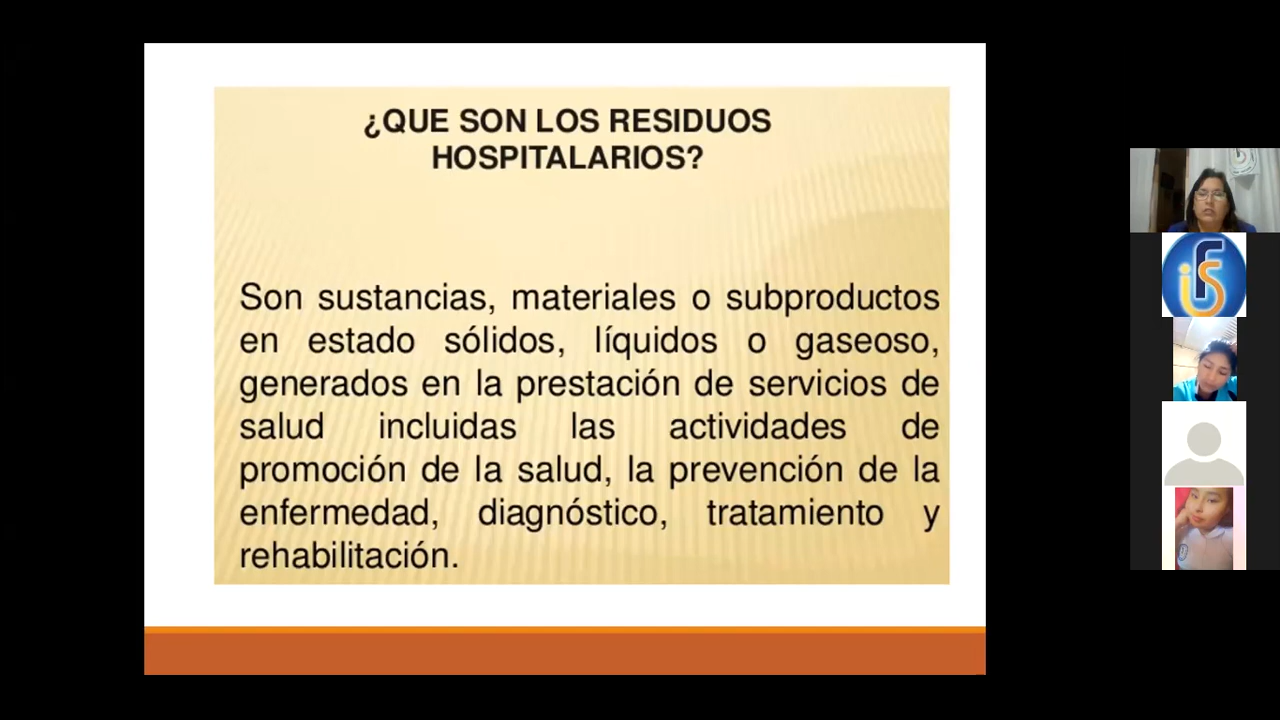 ¿QUE SON LOS RESIDUOS
HOSPITALARIOS?
Son sustancias, materiales o subproductos
en estado sólidos, líquidos o gaseoso,
generados en la prestación de servicios de
salud incluidas las actividades de
promoción de la salud, la prevención de la
enfermedad, diagnóstico, tratamiento y
rehabilitación.